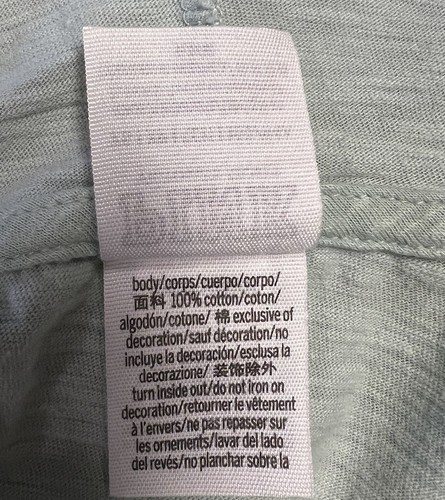 body/corps/cuerpo/corpo/
面料 100% cotton/coton/
algodón/cotone/ 棉 exclusive of
decoration/sauf décoration/no
incluye la decoración/esclusa la
decorazione/ 装饰除外
turn inside out/do not iron on
decoration/retourner le vêtement
à l'envers/ne pas repasser sur
les ornements/lavar del lado
del revés/no planchar sobre la